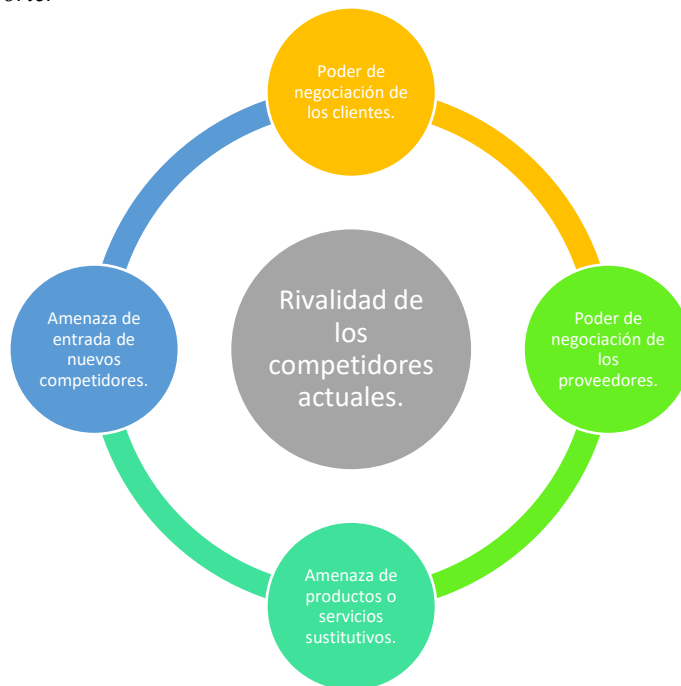 Poder de
negociación de
los clientes.
Amenaza de
entrada de
nuevos
competidores.
Rivalidad de
los
competidores
actuales.
Poder de
negociación de
los
proveedores.
Amenaza de
productos o
servicios
sustitutivos.